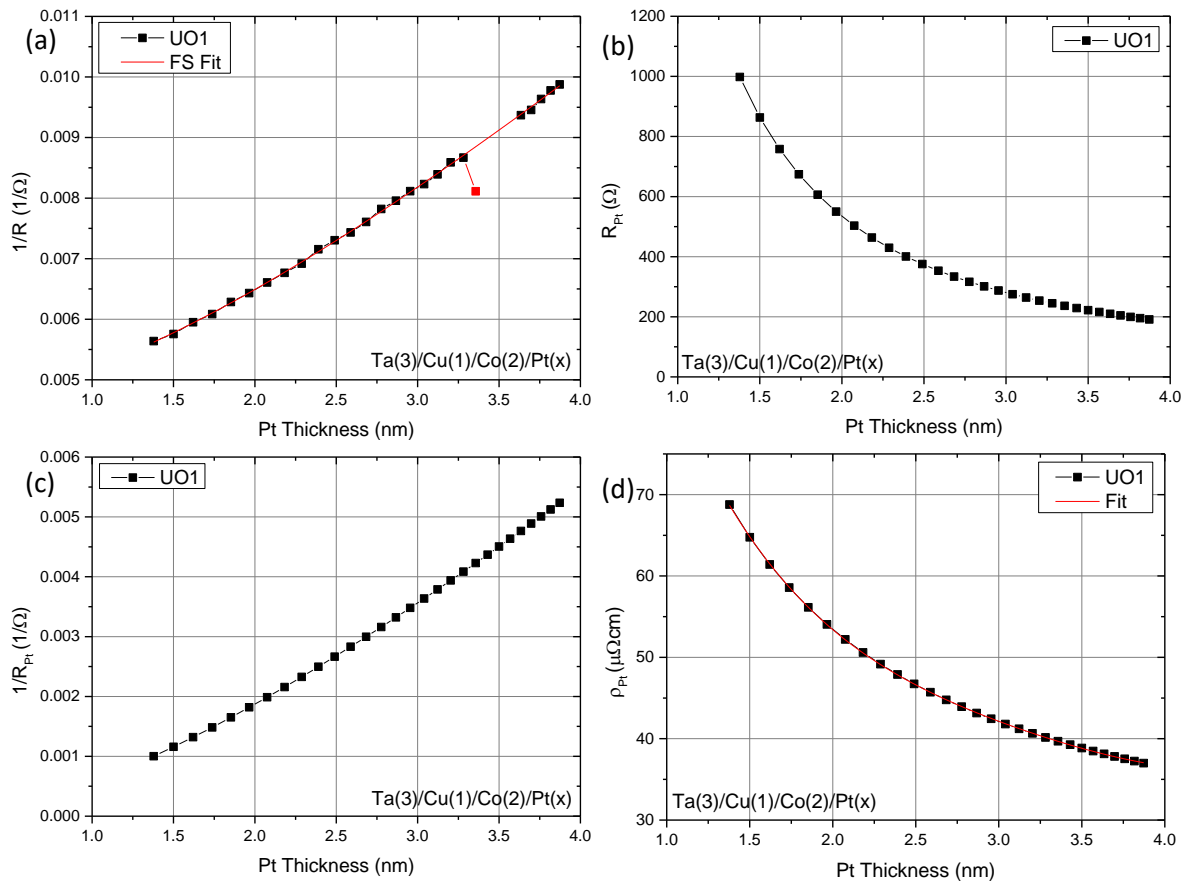 (a)
UO1
FS Fit
0.011
0.010
0.009
0.008
0.007
0.006
0.005
1/R (1/Ω)
Ta(3)/Cu(1)/Co(2)/Pt(x)
1.0 1.5 2.0 2.5 3.0 3.5 4.0
Pt Thickness (nm)
(b)
UO1
1200
1000
800
600
400
200
0
R_Pt (Ω)
Ta(3)/Cu(1)/Co(2)/Pt(x)
1.0 1.5 2.0 2.5 3.0 3.5 4.0
Pt Thickness (nm)
(c)
UO1
0.006
0.005
0.004
0.003
0.002
0.001
0.000
1/R_Pt (1/Ω)
Ta(3)/Cu(1)/Co(2)/Pt(x)
1.0 1.5 2.0 2.5 3.0 3.5 4.0
Pt Thickness (nm)
(d)
UO1
Fit
70
60
50
40
30
ρ_Pt (μΩcm)
Ta(3)/Cu(1)/Co(2)/Pt(x)
1.0 1.5 2.0 2.5 3.0 3.5 4.0
Pt Thickness (nm)